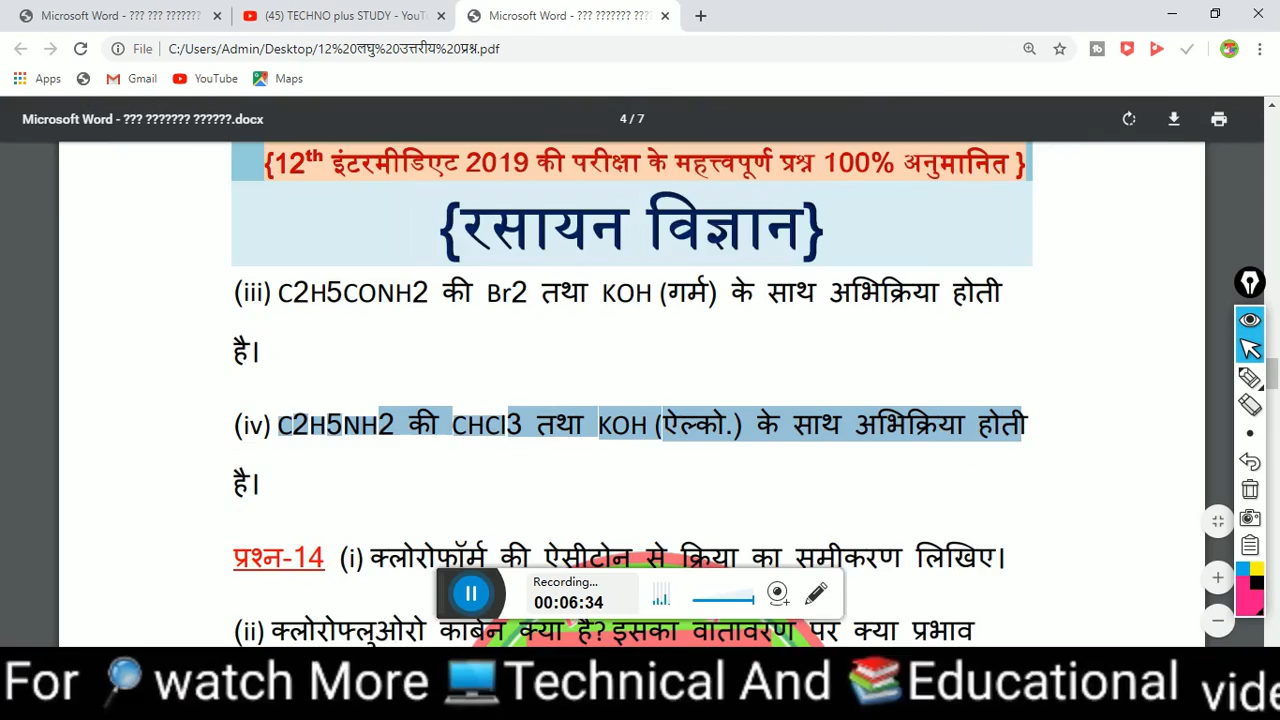 Microsoft Word - ??? ??? ???????
(45) TECHNO plus STUDY - YouT
Microsoft Word - ??? ??????? ???
File
C:/Users/Admin/Desktop/12%20लघु%20उत्तरीय%20प्रश्न.pdf
Apps
Gmail
YouTube
Maps
Microsoft Word - ??? ??????? ??????.docx
4 / 7
{12th इंटरमीडिएट 2019 की परीक्षा के महत्त्वपूर्ण प्रश्न 100% अनुमानित }
{रसायन विज्ञान}
(iii) C2H5CONH2 की Br2 तथा KOH (गर्म) के साथ अभिक्रिया होती
है।
(iv) C2H5NH2 की CHCl3 तथा KOH (ऐल्को.) के साथ अभिक्रिया होती
है।
प्रश्न-14 (i) क्लोरोफॉर्म की ऐसीटोन से क्रिया का समीकरण लिखिए।
Recording...
00:06:34
(ii) क्लोरोफ्लुओरो कार्बन क्या है? इसका वातावरण पर क्या प्रभाव
For watch More Technical And Educational vide